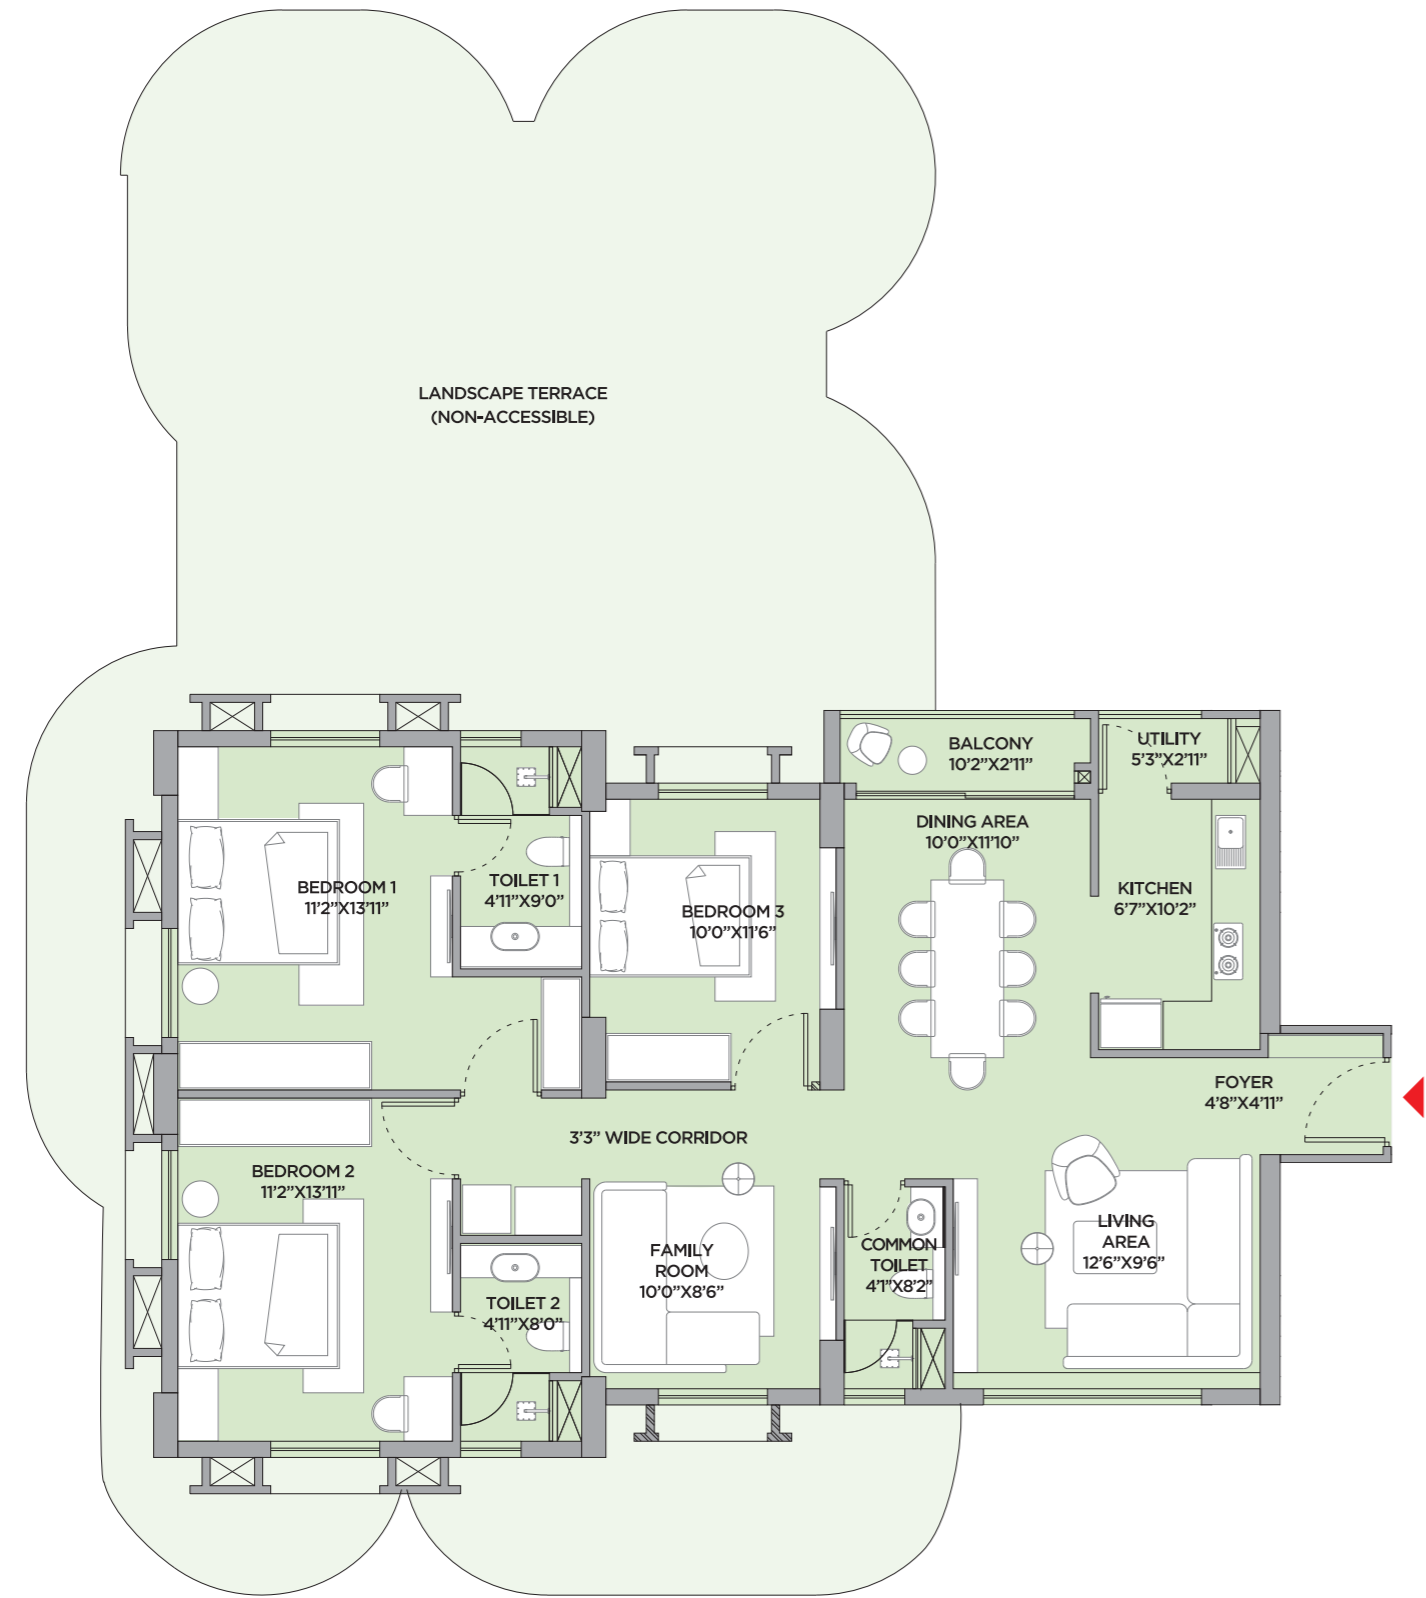 LANDSCAPE TERRACE
(NON-ACCESSIBLE)
BALCONY
10'2"X2'11"
UTILITY
5'3"X2'11"
DINING AREA
10'0"X11'10"
BEDROOM 1
11'2"X13'11"
TOILET 1
4'11"X9'0"
BEDROOM 3
10'0"X11'6"
KITCHEN
6'7"X10'2"
FOYER
4'8"X4'11"
3'3" WIDE CORRIDOR
BEDROOM 2
11'2"X13'11"
FAMILY
ROOM
10'0"X8'6"
COMMON
TOILET
4'1"X8'2"
LIVING
AREA
12'6"X9'6"
TOILET 2
4'11"X8'0"